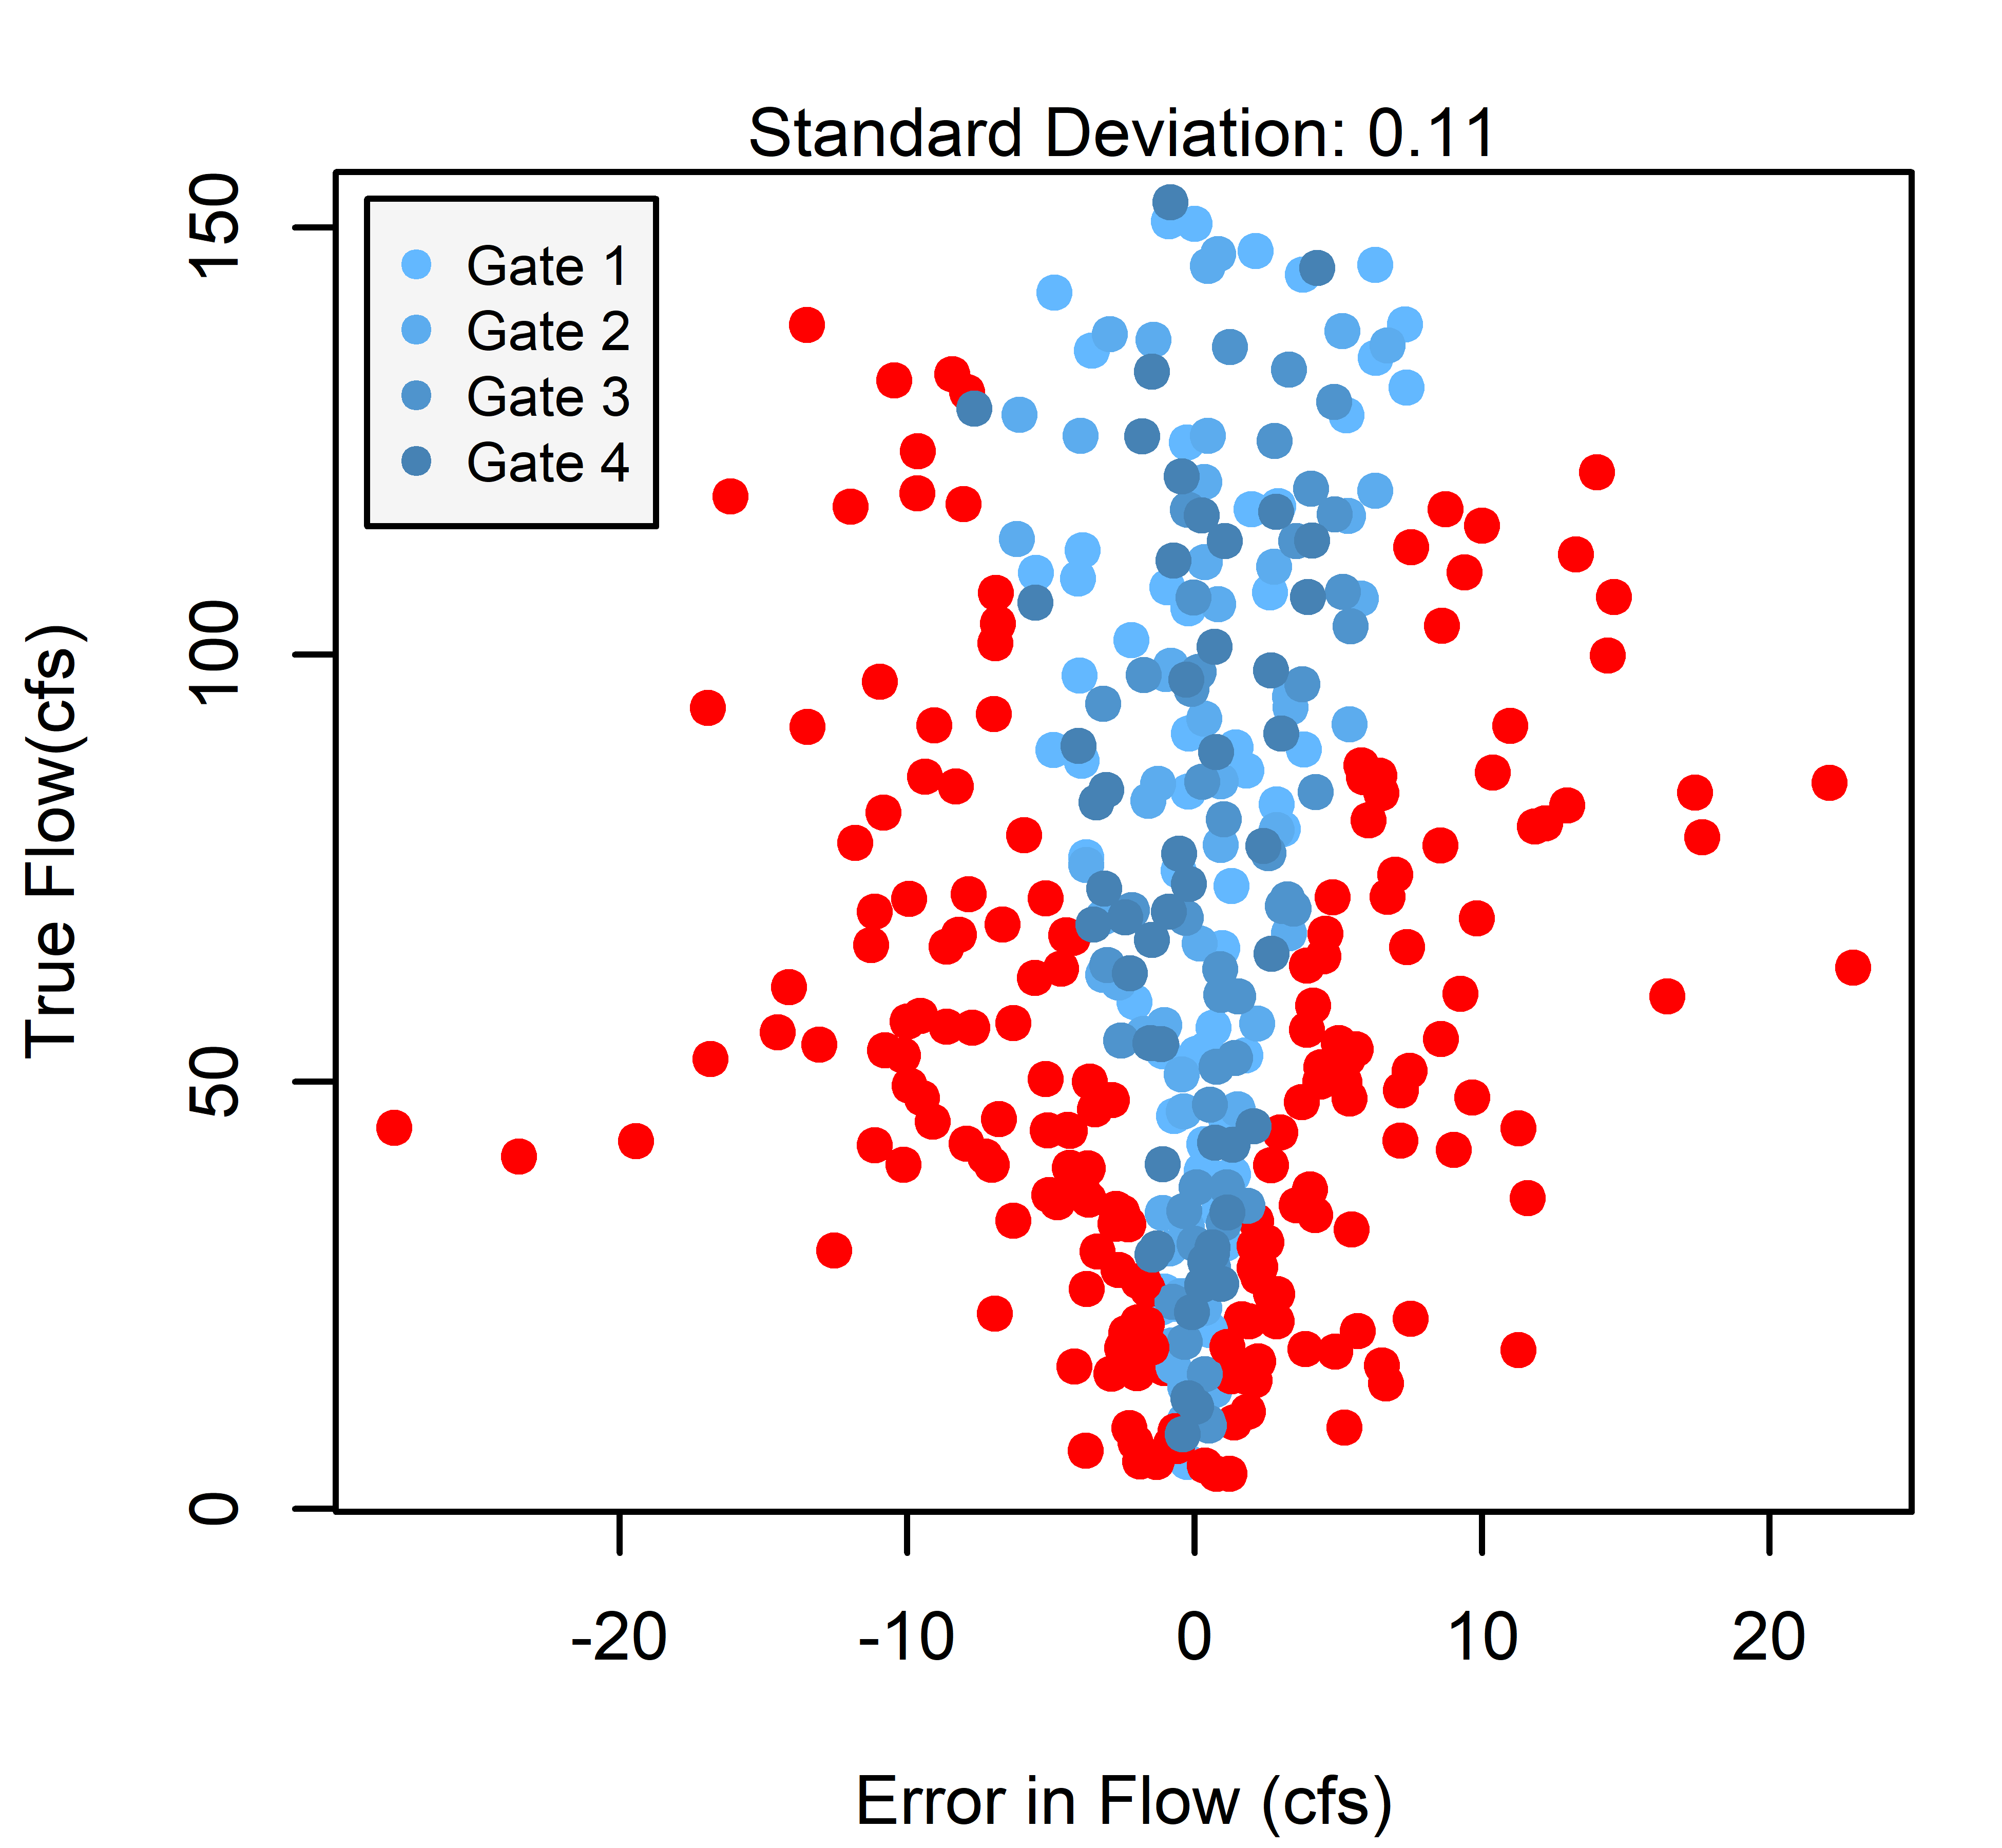 Standard Deviation: 0.11
Gate 1
Gate 2
Gate 3
Gate 4
True Flow(cfs)
150
100
50
0
-20 -10 0 10 20
Error in Flow (cfs)